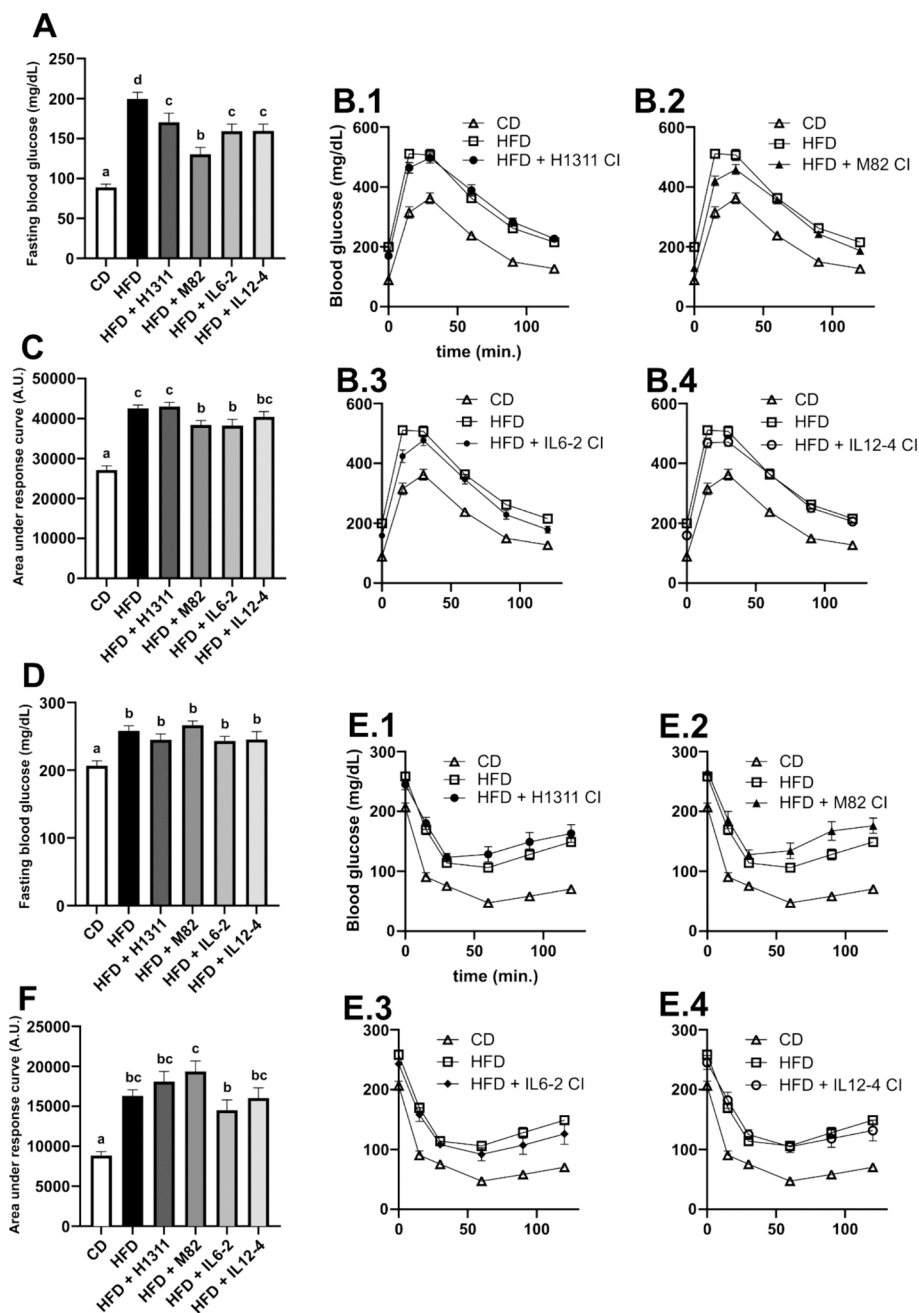 A
Fasting blood glucose (mg/dL)
250
200
150
100
50
0
a
d
c
b
c
c
CD
HFD
HFD + H1311
HFD + M82
HFD + IL6-2
HFD + IL12-4
B.1
Blood glucose (mg/dL)
600
400
200
0
CD
HFD
HFD + H1311 CI
0
50
100
time (min.)
B.2
600
400
200
0
CD
HFD
HFD + M82 CI
0
50
100
C
Area under response curve (A.U.)
50000
40000
30000
20000
10000
0
a
c
c
b
b
bc
CD
HFD
HFD + H1311
HFD + M82
HFD + IL6-2
HFD + IL12-4
B.3
600
400
200
0
CD
HFD
HFD + IL6-2 CI
0
50
100
B.4
600
400
200
0
CD
HFD
HFD + IL12-4 CI
0
50
100
D
Fasting blood glucose (mg/dL)
300
200
100
0
a
b
b
b
b
b
CD
HFD
HFD + H1311
HFD + M82
HFD + IL6-2
HFD + IL12-4
E.1
Blood glucose (mg/dL)
300
200
100
0
CD
HFD
HFD + H1311 CI
0
50
100
time (min.)
E.2
300
200
100
0
CD
HFD
HFD + M82 CI
0
50
100
F
Area under response curve (A.U.)
25000
20000
15000
10000
5000
0
a
bc
bc
c
b
bc
CD
HFD
HFD + H1311
HFD + M82
HFD + IL6-2
HFD + IL12-4
E.3
300
200
100
0
CD
HFD
HFD + IL6-2 CI
0
50
100
E.4
300
200
100
0
CD
HFD
HFD + IL12-4 CI
0
50
100